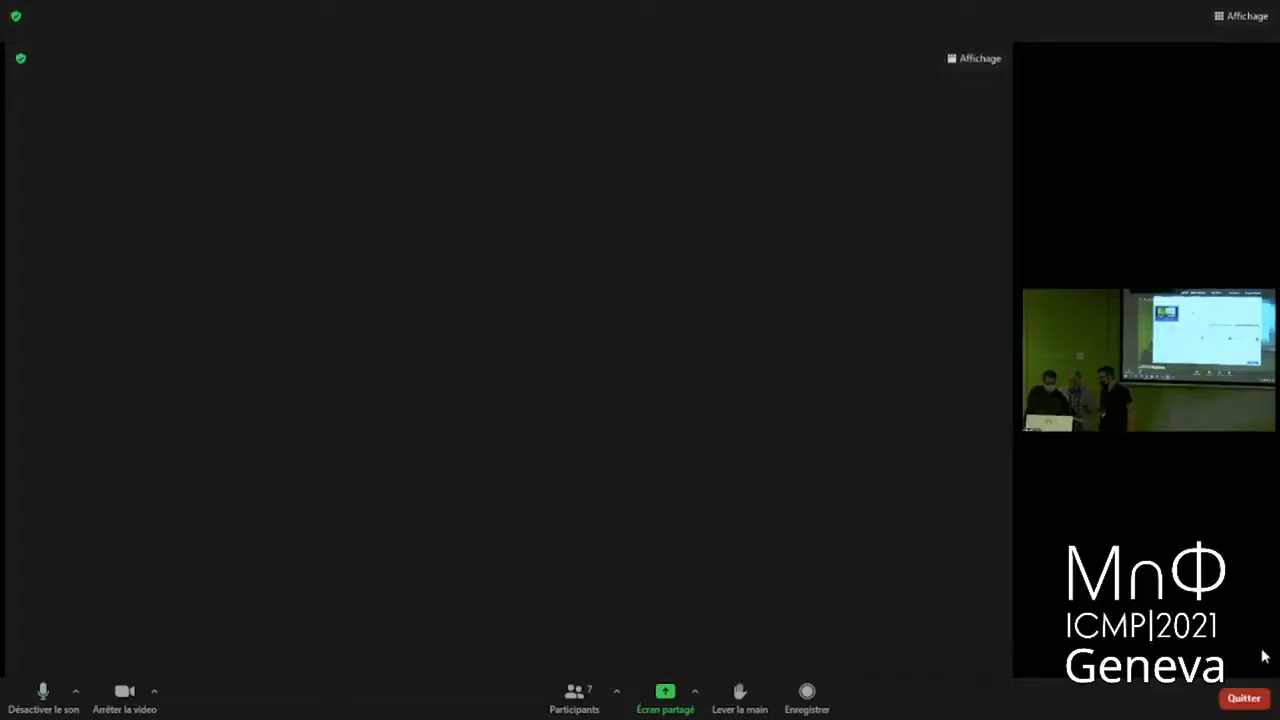 Affichage
Affichage
M∩Φ
ICMP|2021
Geneva
Désactiver le son
Arrêter la vidéo
Participants
7
Écran partagé
Lever la main
Enregistrer
Quitter